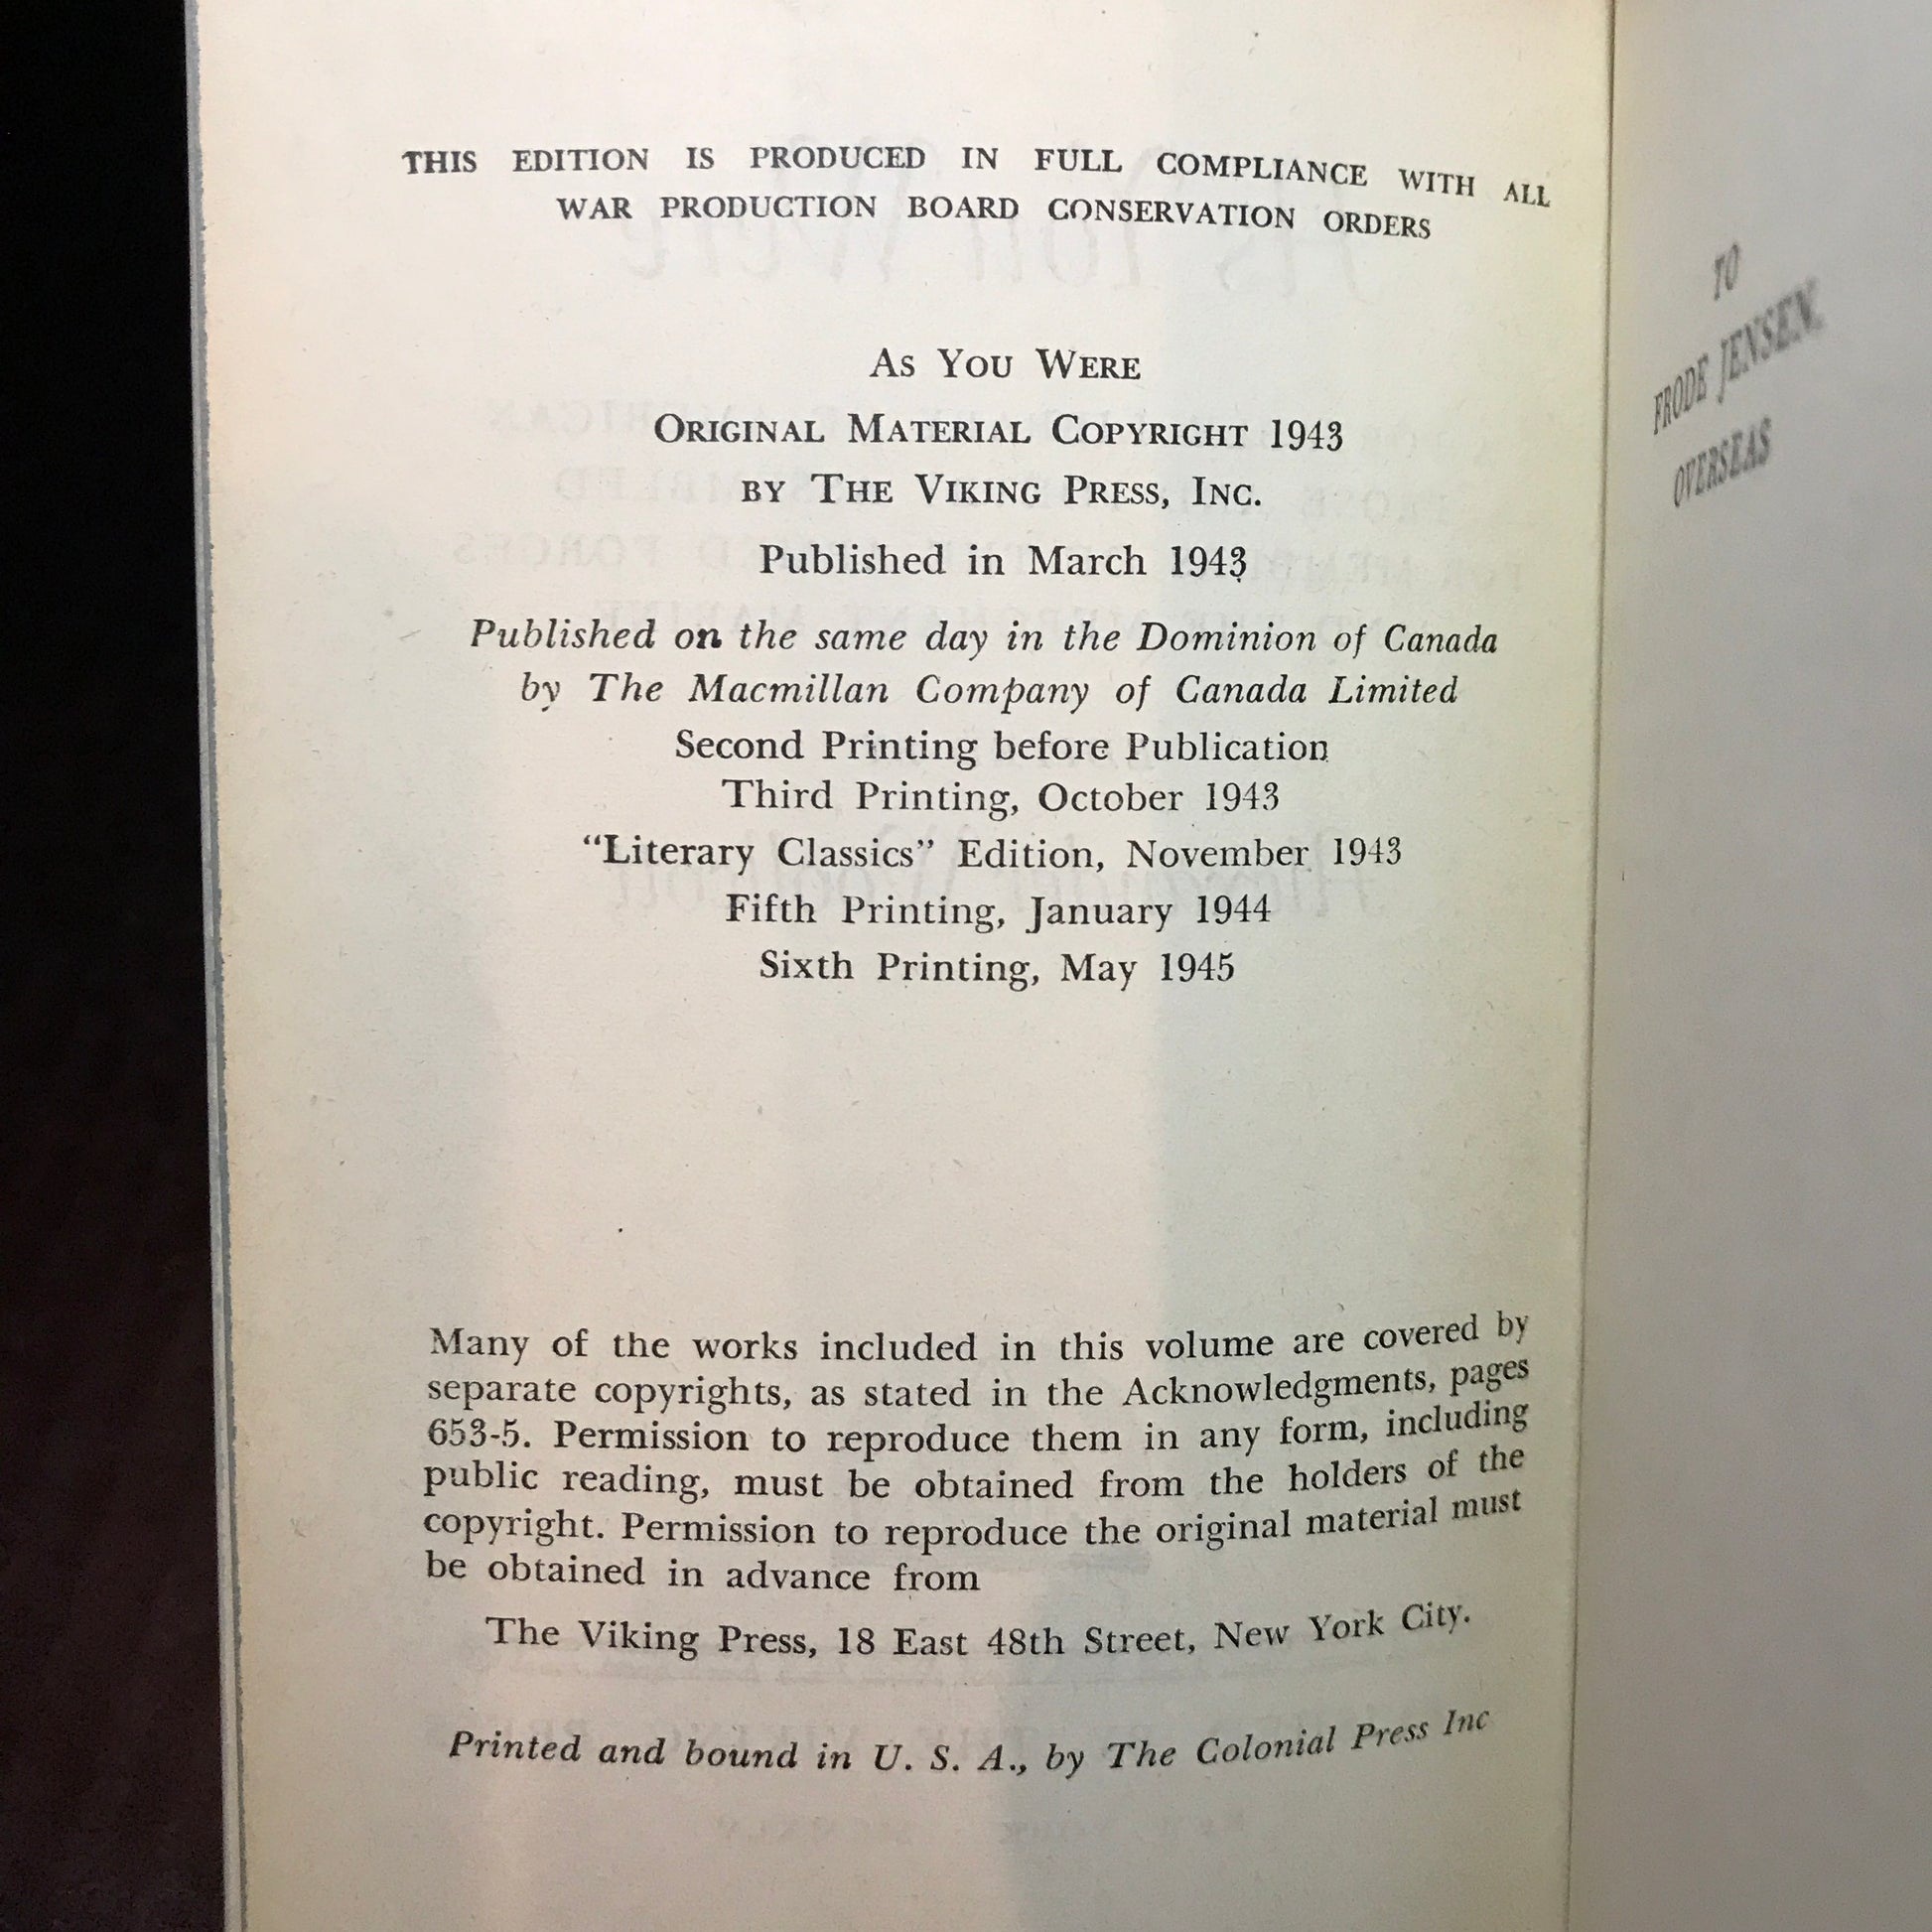 THIS EDITION IS PRODUCED IN FULL COMPLIANCE WITH ALL
WAR PRODUCTION BOARD CONSERVATION ORDERS
AS YOU WERE
ORIGINAL MATERIAL COPYRIGHT 1943
BY THE VIKING PRESS, INC.
Published in March 1943
Published on the same day in the Dominion of Canada
by The Macmillan Company of Canada Limited
Second Printing before Publication
Third Printing, October 1943
“Literary Classics” Edition, November 1943
Fifth Printing, January 1944
Sixth Printing, May 1945
Many of the works included in this volume are covered by
separate copyrights, as stated in the Acknowledgments, pages
653-5. Permission to reproduce them in any form, including
public reading, must be obtained from the holders of the
copyright. Permission to reproduce the original material must
be obtained in advance from
The Viking Press, 18 East 48th Street, New York City.
Printed and bound in U. S. A., by The Colonial Press Inc
TO
FRODE JENSEN,
OVERSEAS